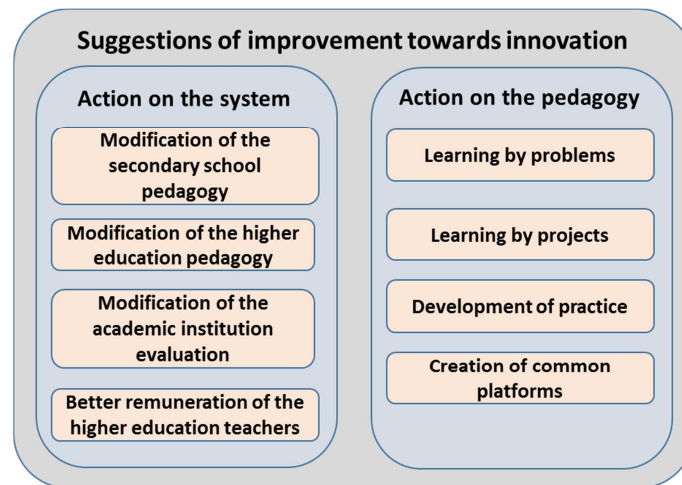 Suggestions of improvement towards innovation
Action on the system
Modification of the
secondary school
pedagogy
Modification of the higher
education pedagogy
Modification of the
academic institution
evaluation
Better remuneration of the
higher education teachers
Action on the pedagogy
Learning by problems
Learning by projects
Development of practice
Creation of common
platforms